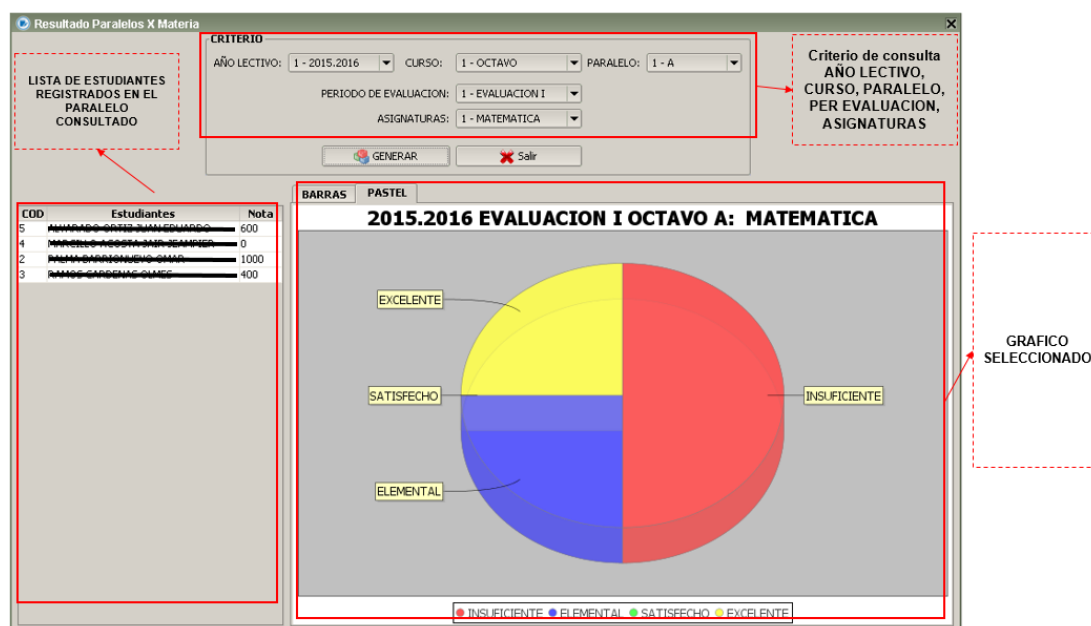 Resultado Paralelos X Materia
LISTA DE ESTUDIANTES
REGISTRADOS EN EL
PARALELO
CONSULTADO
CRITERIO
AÑO LECTIVO: 1 - 2015.2016 CURSO: 1 - OCTAVO PARALELO: 1 - A
PERIODO DE EVALUACION: 1 - EVALUACION I
ASIGNATURAS: 1 - MATEMATICA
GENERAR Salir
Criterio de consulta
AÑO LECTIVO,
CURSO, PARALELO,
PER EVALUACION,
ASIGNATURAS
COD Estudiantes Nota
5 600
4 0
2 1000
3 400
BARRAS PASTEL
2015.2016 EVALUACION I OCTAVO A: MATEMATICA
EXCELENTE
SATISFECHO
INSUFICIENTE
ELEMENTAL
INSUFICIENTE ELEMENTAL SATISFECHO EXCELENTE
GRAFICO
SELECCIONADO